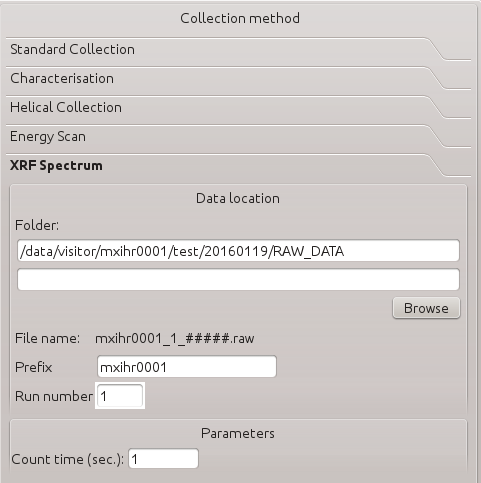 Collection method
Standard Collection
Characterisation
Helical Collection
Energy Scan
XRF Spectrum
Data location
Folder:
/data/visitor/mxihr0001/test/20160119/RAW_DATA
Browse
File name: mxihr0001_1_#####.raw
Prefix mxihr0001
Run number 1
Parameters
Count time (sec.): 1